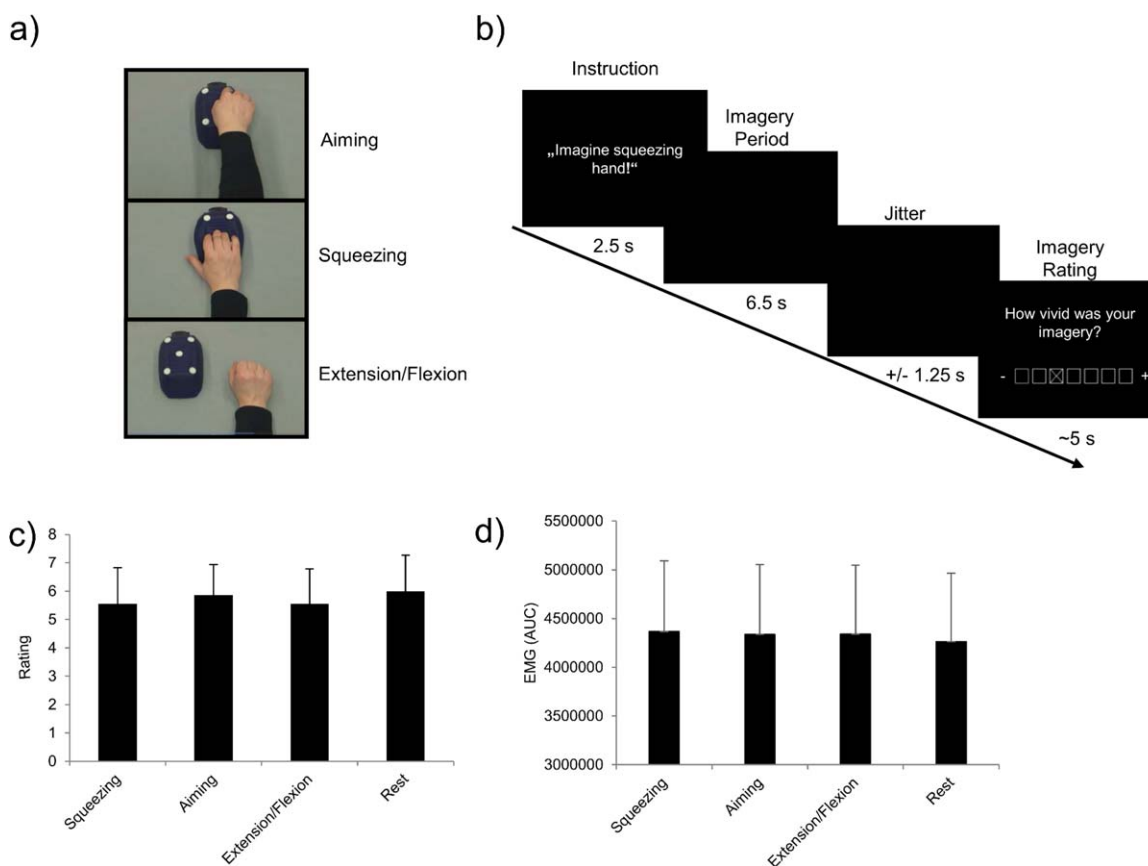 a)
Aiming
Squeezing
Extension/Flexion
b)
Instruction
„Imagine squeezing
hand!“
2.5 s
Imagery
Period
6.5 s
Jitter
+/- 1.25 s
Imagery
Rating
How vivid was your
imagery?
- +
~5 s
c)
Rating
8
7
6
5
4
3
2
1
0
Squeezing
Aiming
Extension/Flexion
Rest
d)
EMG (AUC)
5500000
5000000
4500000
4000000
3500000
3000000
Squeezing
Aiming
Extension/Flexion
Rest